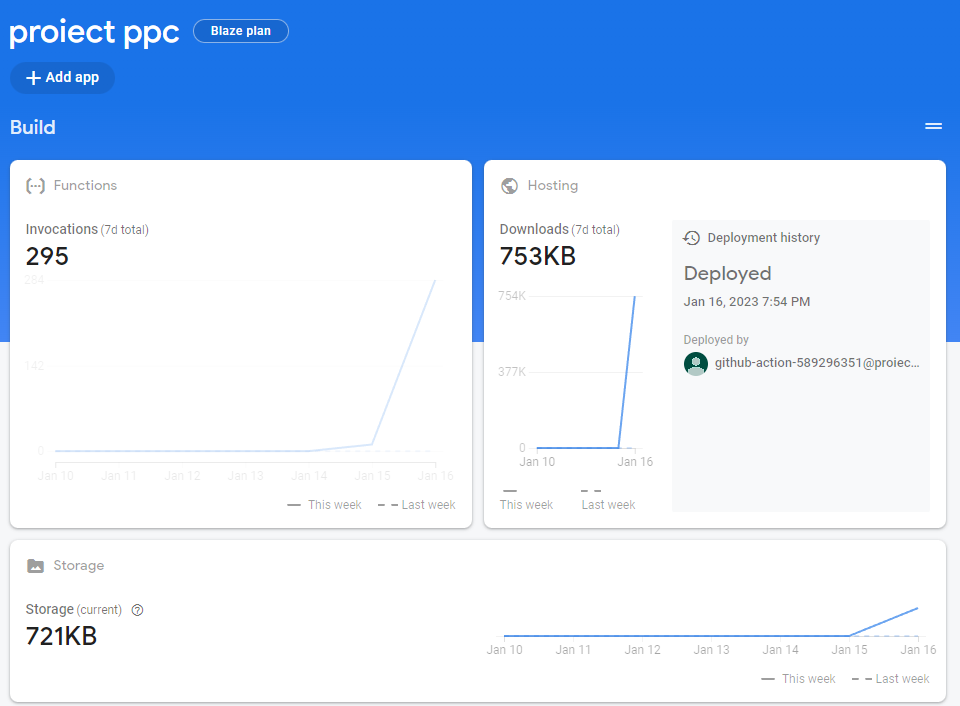 proiect ppc
Blaze plan
+ Add app
Build
Functions
Invocations (7d total)
295
284
142
0
Jan 10 Jan 11 Jan 12 Jan 13 Jan 14 Jan 15 Jan 16
This week Last week
Hosting
Downloads (7d total)
753KB
754K
377K
0
Jan 10 Jan 16
This week Last week
Deployment history
Deployed
Jan 16, 2023 7:54 PM
Deployed by
github-action-589296351@proiec...
Storage
Storage (current) ?
721KB
Jan 10 Jan 11 Jan 12 Jan 13 Jan 14 Jan 15 Jan 16
This week Last week